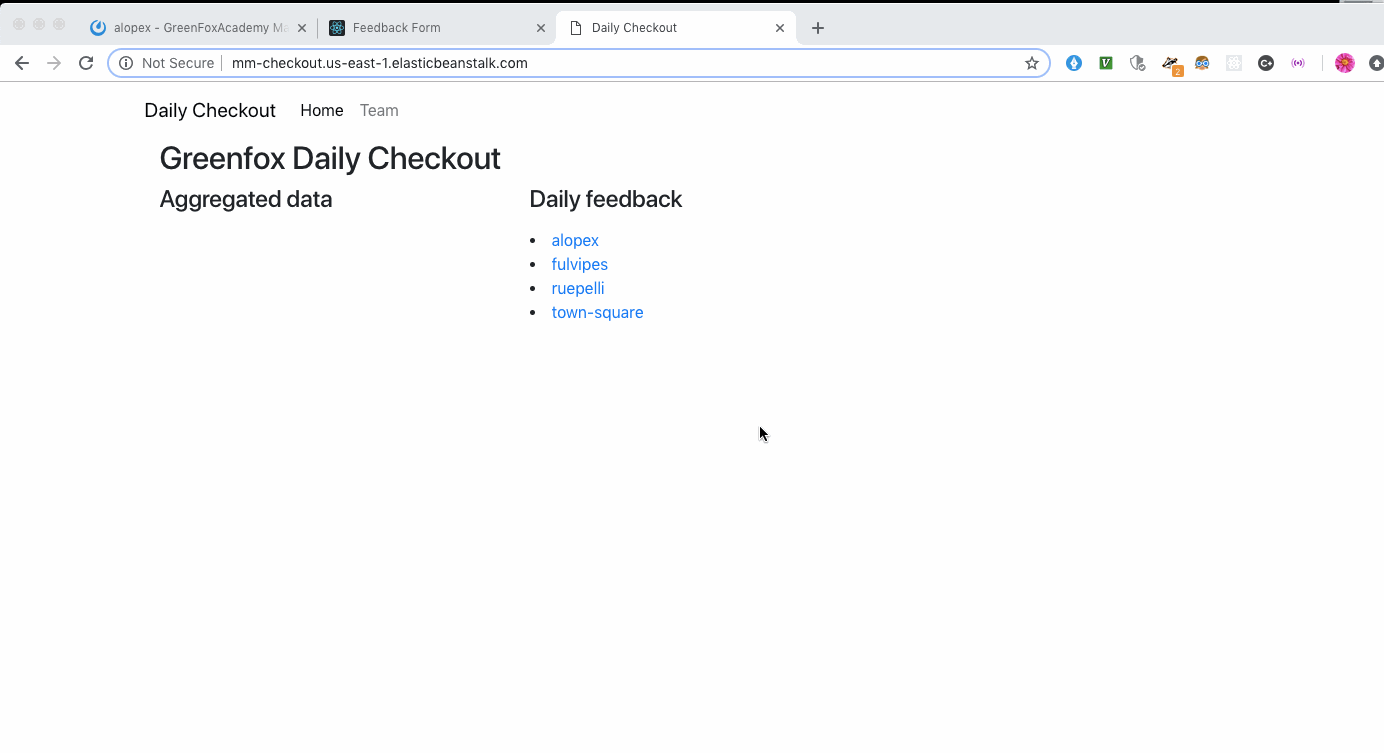 alopex - GreenFoxAcademy Ma
Feedback Form
Daily Checkout
Not Secure
mm-checkout.us-east-1.elasticbeanstalk.com
V
2
C+
Daily Checkout
Home
Team
Greenfox Daily Checkout
Aggregated data
Daily feedback
alopex
fulvipes
ruepelli
town-square